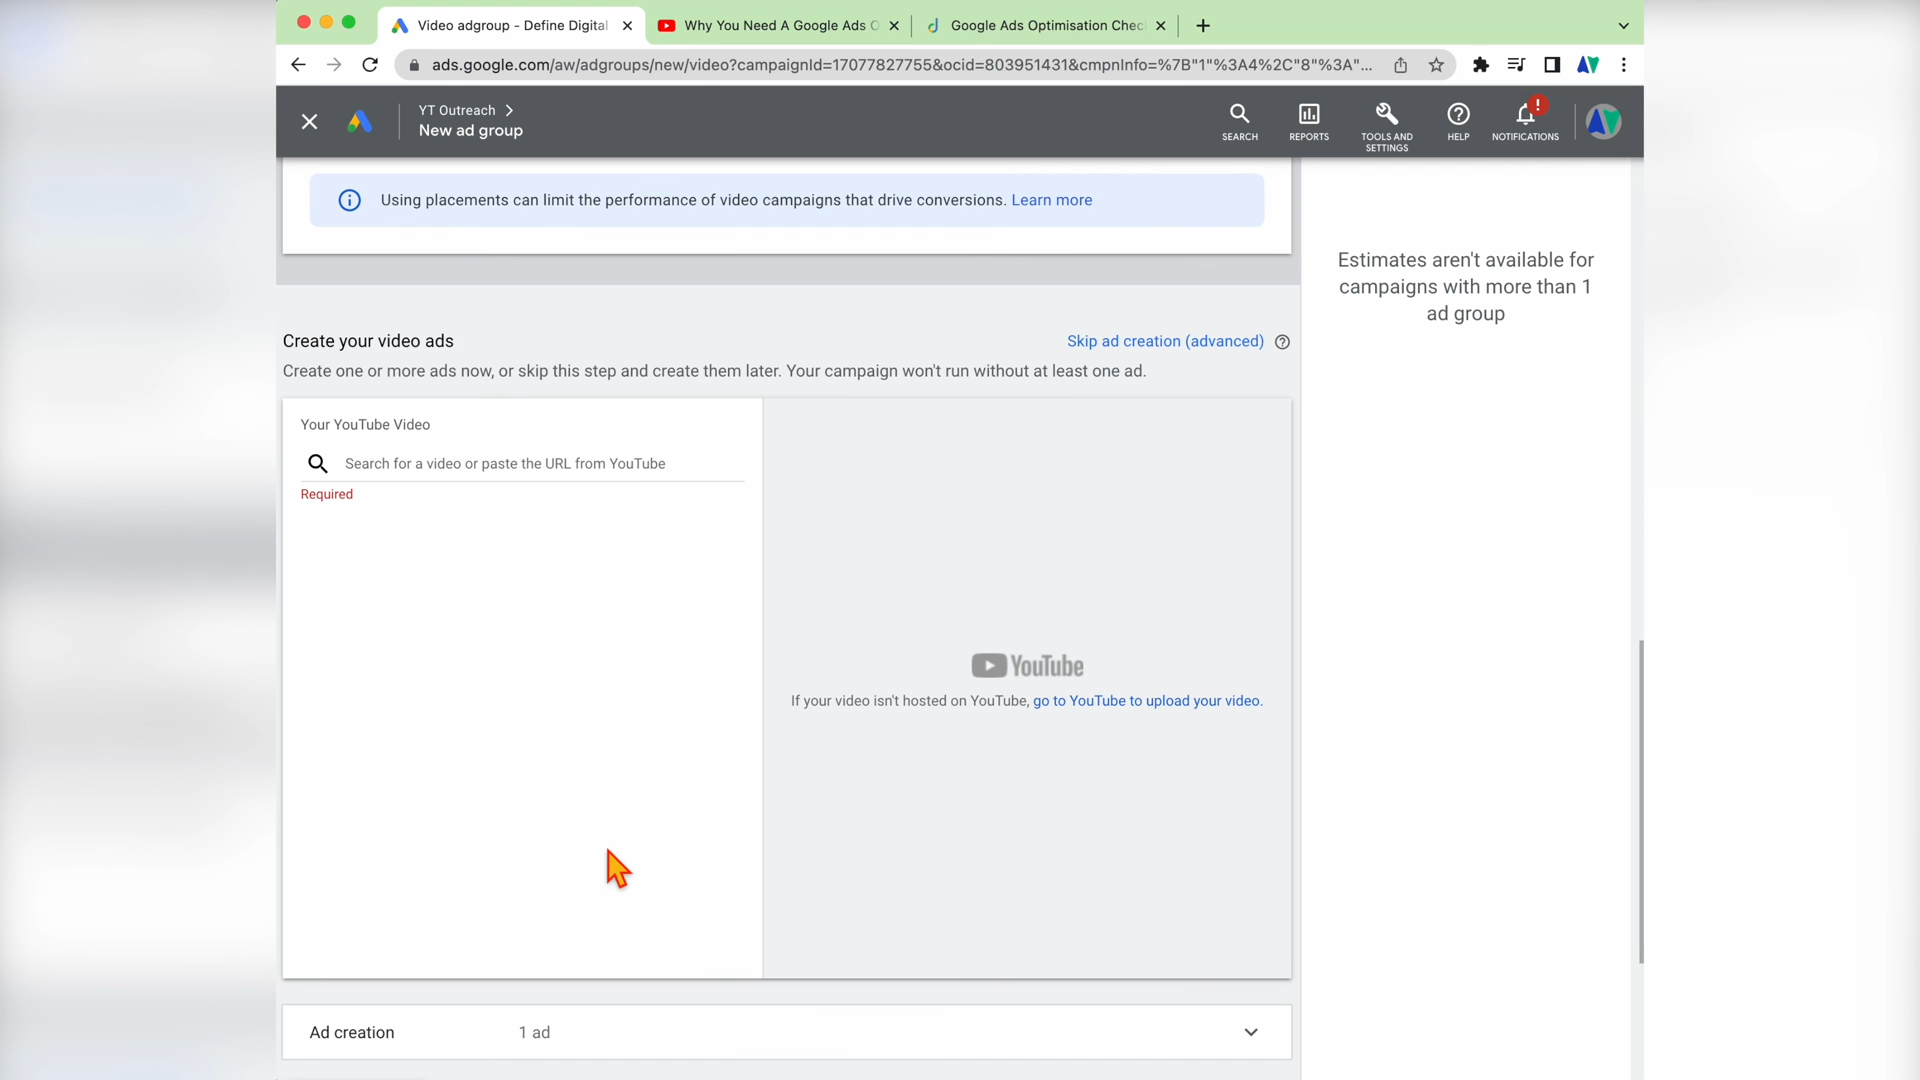 Video adgroup - Define Digital
Why You Need A Google Ads
Google Ads Optimisation Chec
ads.google.com/aw/adgroups/new/video?campaignId=17077827755&ocid=803951431&cmpnInfo=%7B"1"%3A4%2C"8"%3A"...
YT Outreach
New ad group
SEARCH
REPORTS
TOOLS AND
SETTINGS
HELP
!
NOTIFICATIONS
Using placements can limit the performance of video campaigns that drive conversions. Learn more
Estimates aren't available for
campaigns with more than 1
ad group
Create your video ads
Skip ad creation (advanced)
Create one or more ads now, or skip this step and create them later. Your campaign won't run without at least one ad.
Your YouTube Video
Search for a video or paste the URL from YouTube
Required
YouTube
If your video isn't hosted on YouTube, go to YouTube to upload your video.
Ad creation
1 ad